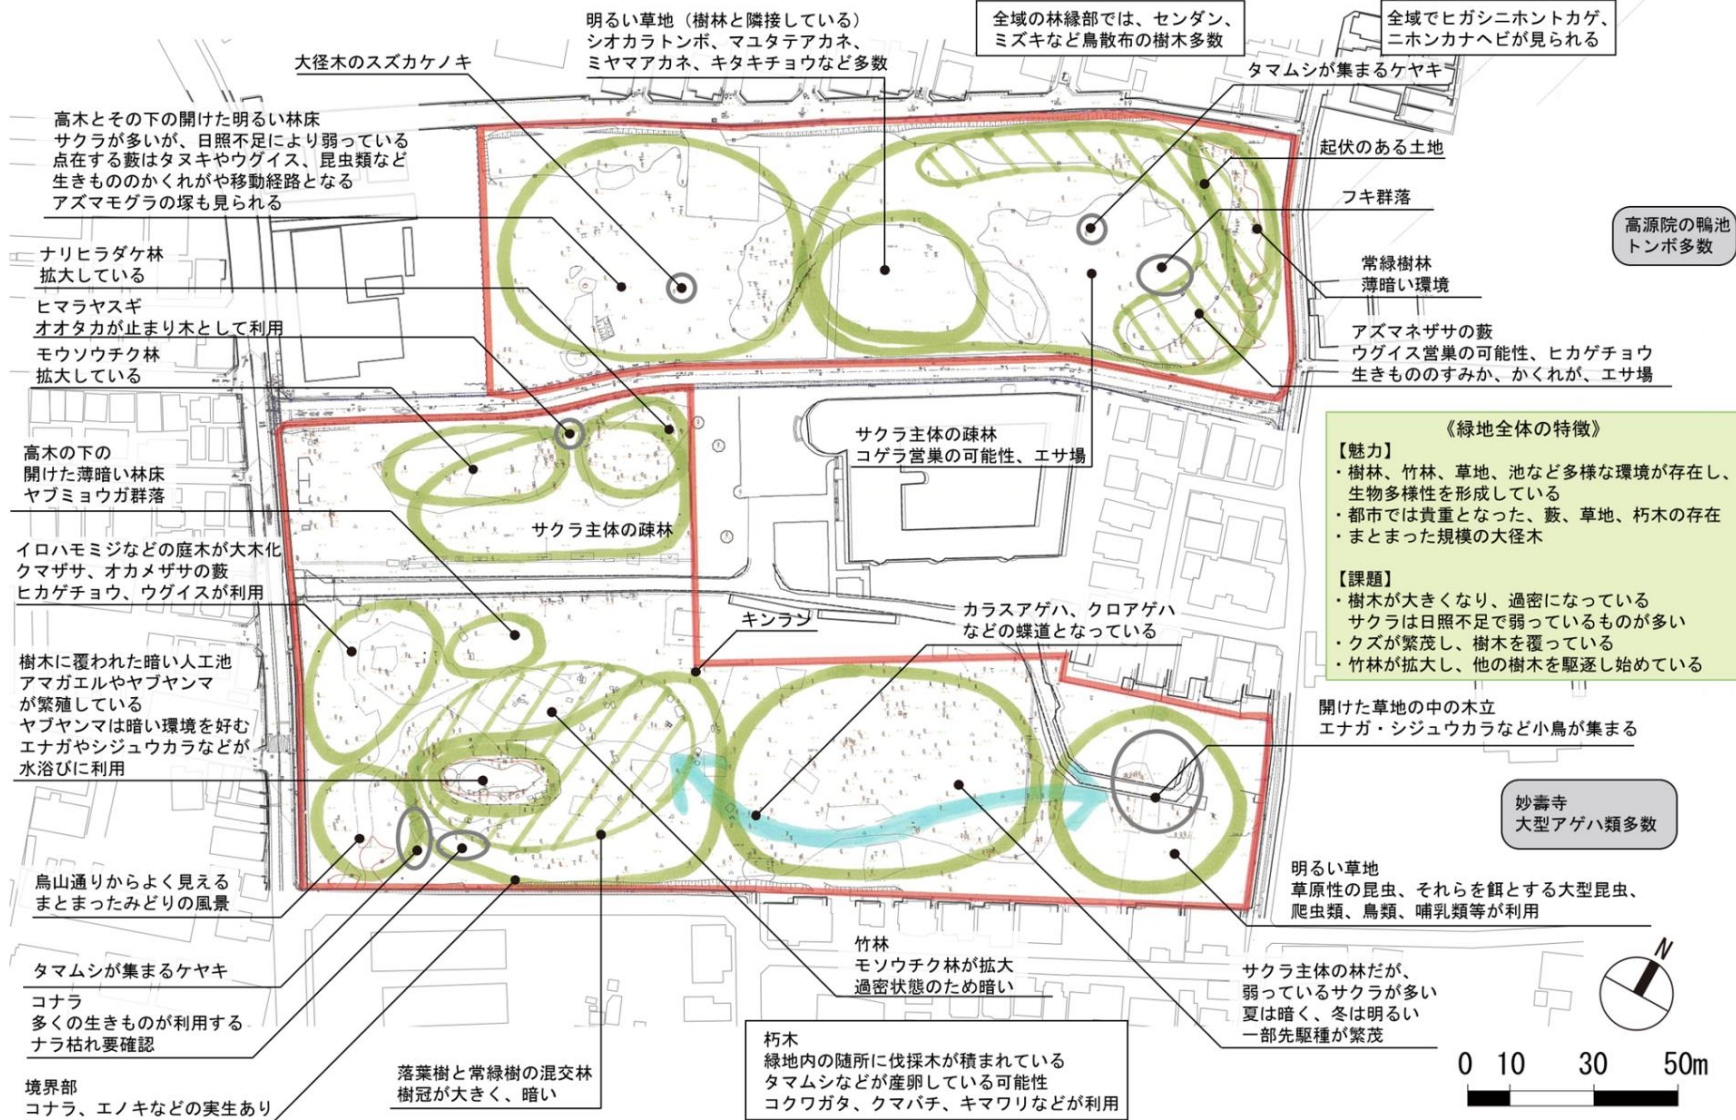 明るい草地（樹林と隣接している）
シオカラトンボ、マユタテアカネ、
ミヤマアカネ、キタキチョウなど多数
全域の林縁部では、センダン、
ミズキなど鳥散布の樹木多数
全域でヒガシニホントカゲ、
ニホンカナヘビが見られる
大径木のスズカケノキ
タマムシが集まるケヤキ
高木とその下の開けた明るい林床
サクラが多いが、日照不足により弱っている
点在する藪はタヌキやウグイス、昆虫類など
生きもののかくれがや移動経路となる
アズマモグラの塚も見られる
起伏のある土地
フキ群落
高源院の鴨池
トンボ多数
ナリヒラダケ林
拡大している
常緑樹林
薄暗い環境
ヒマラヤスギ
オオタカが止まり木として利用
アズマネザサの藪
ウグイス営巣の可能性、ヒカゲチョウ
生きもののすみか、かくれが、エサ場
モウソウチク林
拡大している
サクラ主体の疎林
コゲラ営巣の可能性、エサ場
《緑地全体の特徴》
【魅力】
・樹林、竹林、草地、池など多様な環境が存在し、
生物多様性を形成している
・都市では貴重となった、藪、草地、朽木の存在
・まとまった規模の大径木
【課題】
・樹木が大きくなり、過密になっている
サクラは日照不足で弱っているものが多い
・クズが繁茂し、樹木を覆っている
・竹林が拡大し、他の樹木を駆逐し始めている
高木の下の
開けた薄暗い林床
ヤブミョウガ群落
サクラ主体の疎林
イロハモミジなどの庭木が大木化
クマザサ、オカメザサの藪
ヒカゲチョウ、ウグイスが利用
キンラン
カラスアゲハ、クロアゲハ
などの蝶道となっている
樹木に覆われた暗い人工池
アマガエルやヤブヤンマ
が繁殖している
ヤブヤンマは暗い環境を好む
エナガやシジュウカラなどが
水浴びに利用
開けた草地の中の木立
エナガ・シジュウカラなど小鳥が集まる
妙壽寺
大型アゲハ類多数
烏山通りからよく見える
まとまったみどりの風景
明るい草地
草原性の昆虫、それらを餌とする大型昆虫、
爬虫類、鳥類、哺乳類等が利用
タマムシが集まるケヤキ
竹林
モソウチク林が拡大
過密状態のため暗い
サクラ主体の林だが、
弱っているサクラが多い
夏は暗く、冬は明るい
一部先駆種が繁茂
コナラ
多くの生きものが利用する
ナラ枯れ要確認
落葉樹と常緑樹の混交林
樹冠が大きく、暗い
朽木
緑地内の随所に伐採木が積まれている
タマムシなどが産卵している可能性
コクワガタ、クマバチ、キマワリなどが利用
境界部
コナラ、エノキなどの実生あり
N
0 10 30 50m